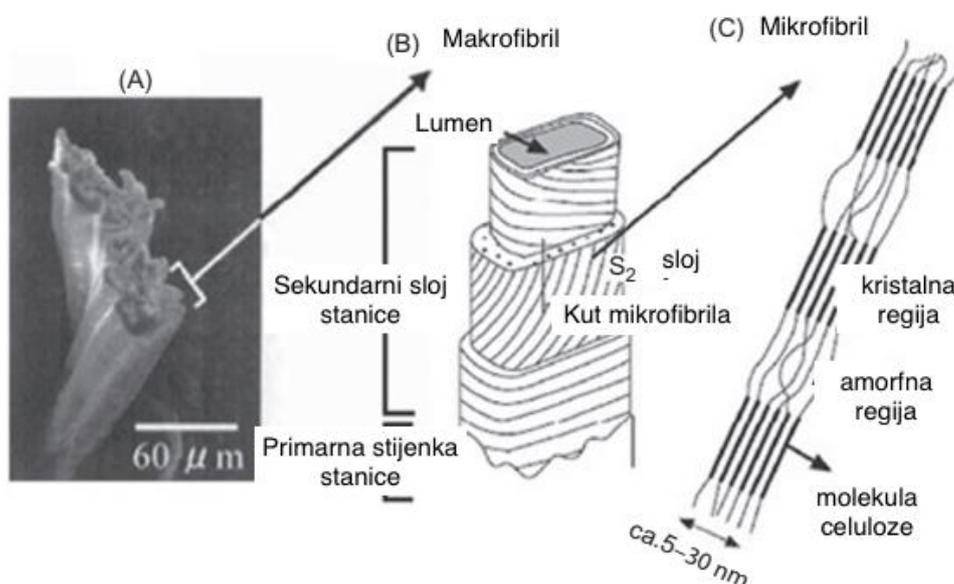 (A)
60 μ m
(B) Makrofibril
Lumen
Sekundarni sloj
stanice
Primarna stijenka
stanice
S₂ sloj
Kut mikrofibrila
(C) Mikrofibril
kristalna
regija
amorfna
regija
molekula
celuloze
ca.5–30 nm